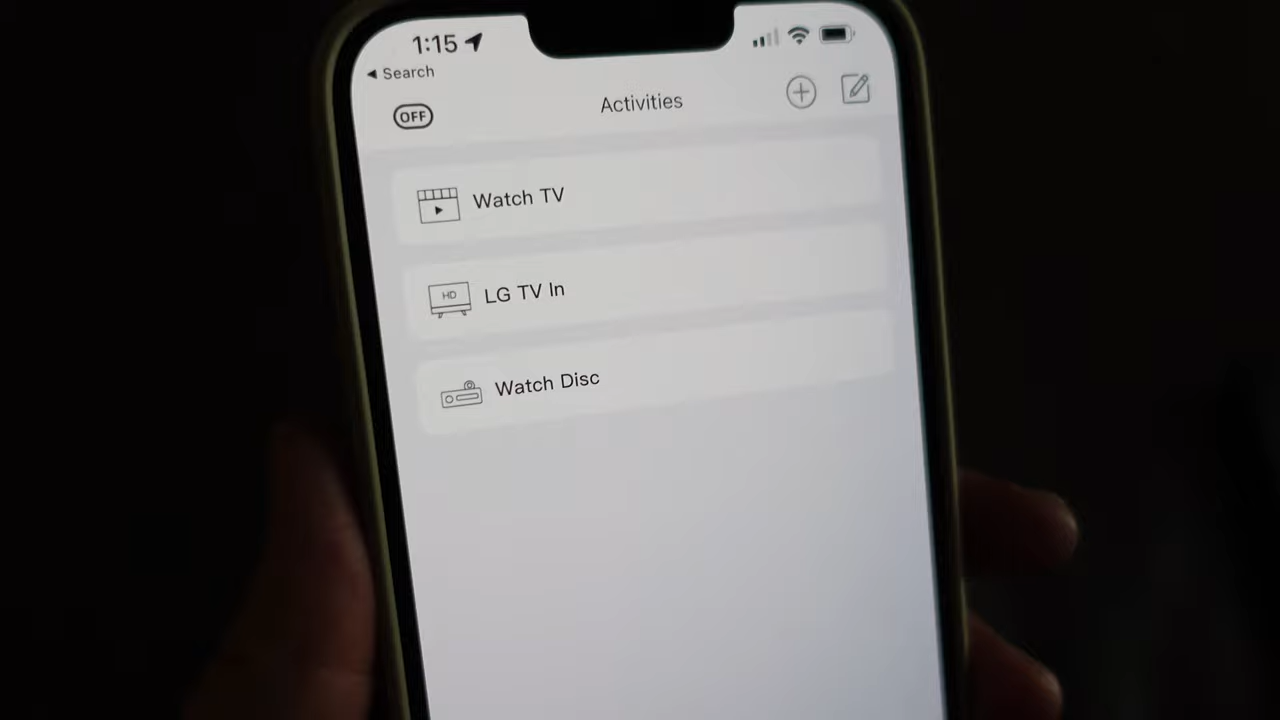 1:15
Search
OFF
Activities
Watch TV
HD
LG TV In
Watch Disc